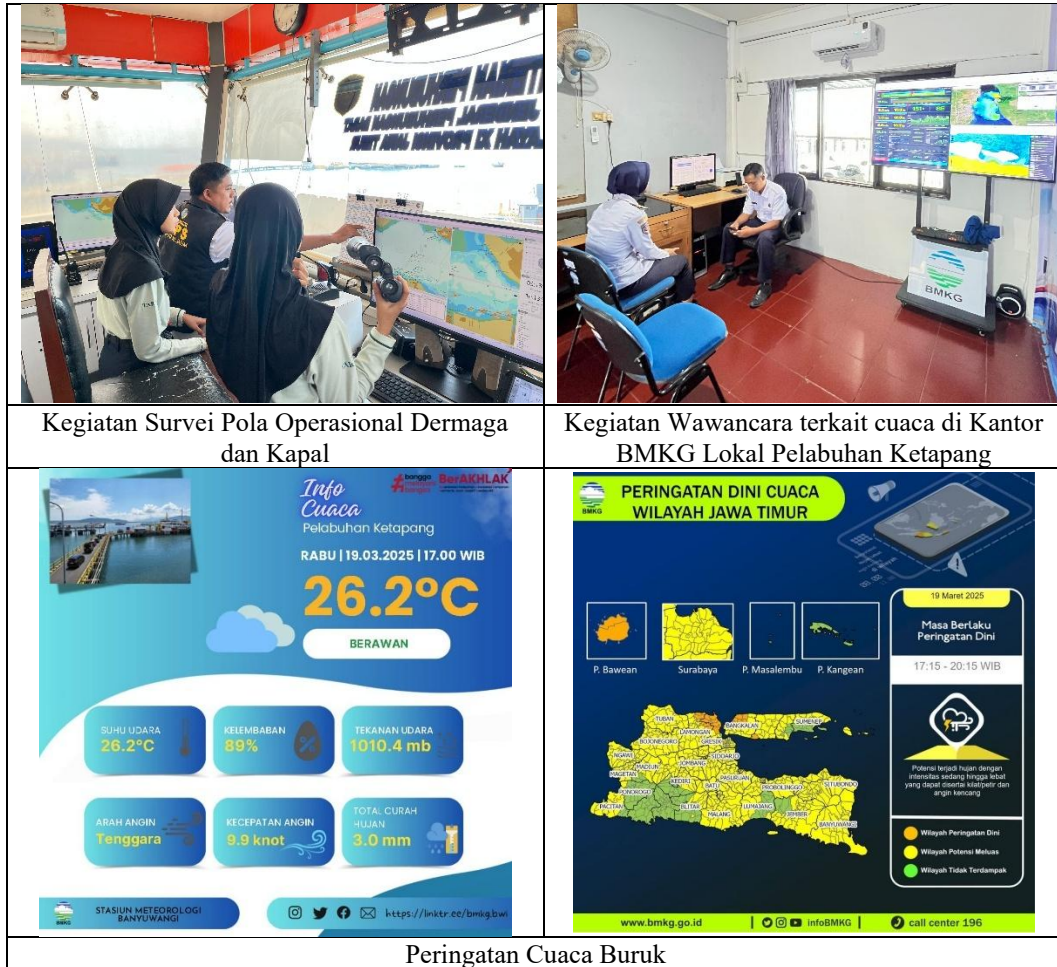 BMKG
Kegiatan Survei Pola Operasional Dermaga
dan Kapal
Kegiatan Wawancara terkait cuaca di Kantor
BMKG Lokal Pelabuhan Ketapang
Info
Cuaca
Pelabuhan Ketapang
#bangga
melayani
bangsa
BerAKHLAK
RABU | 19.03.2025 | 17.00 WIB
26.2°C
BERAWAN
SUHU UDARA
26.2°C
KELEMBABAN
89%
TEKANAN UDARA
1010.4 mb
ARAH ANGIN
Tenggara
KECEPATAN ANGIN
9.9 knot
TOTAL CURAH
HUJAN
3.0 mm
STASIUN METEOROLOGI
BANYUWANGI
https://linktr.ee/bmkg.bwi
BMKG
PERINGATAN DINI CUACA
WILAYAH JAWA TIMUR
19 Maret 2025
Masa Berlaku
Peringatan Dini
17:15 - 20:15 WIB
P. Bawean
Surabaya
P. Masalembu
P. Kangean
TUBAN
LAMONGAN
BANGKALAN
SUMENEP
BOJONEGORO
GRESIK
NGAWI
JOMBANG
SIDOARJO
MADIUN
MAGETAN
KEDIRI
BATU
PASURUAN
PROBOLINGGO
SITUBONDO
PONOROGO
PACITAN
BLITAR
MALANG
LUMAJANG
JEMBER
BANYUWANGI
Potensi terjadi hujan dengan
intensitas sedang hingga lebat
yang dapat disertai kilat/petir dan
angin kencang
Wilayah Peringatan Dini
Wilayah Potensi Meluas
Wilayah Tidak Terdampak
www.bmkg.go.id
infoBMKG
call center 196
Peringatan Cuaca Buruk